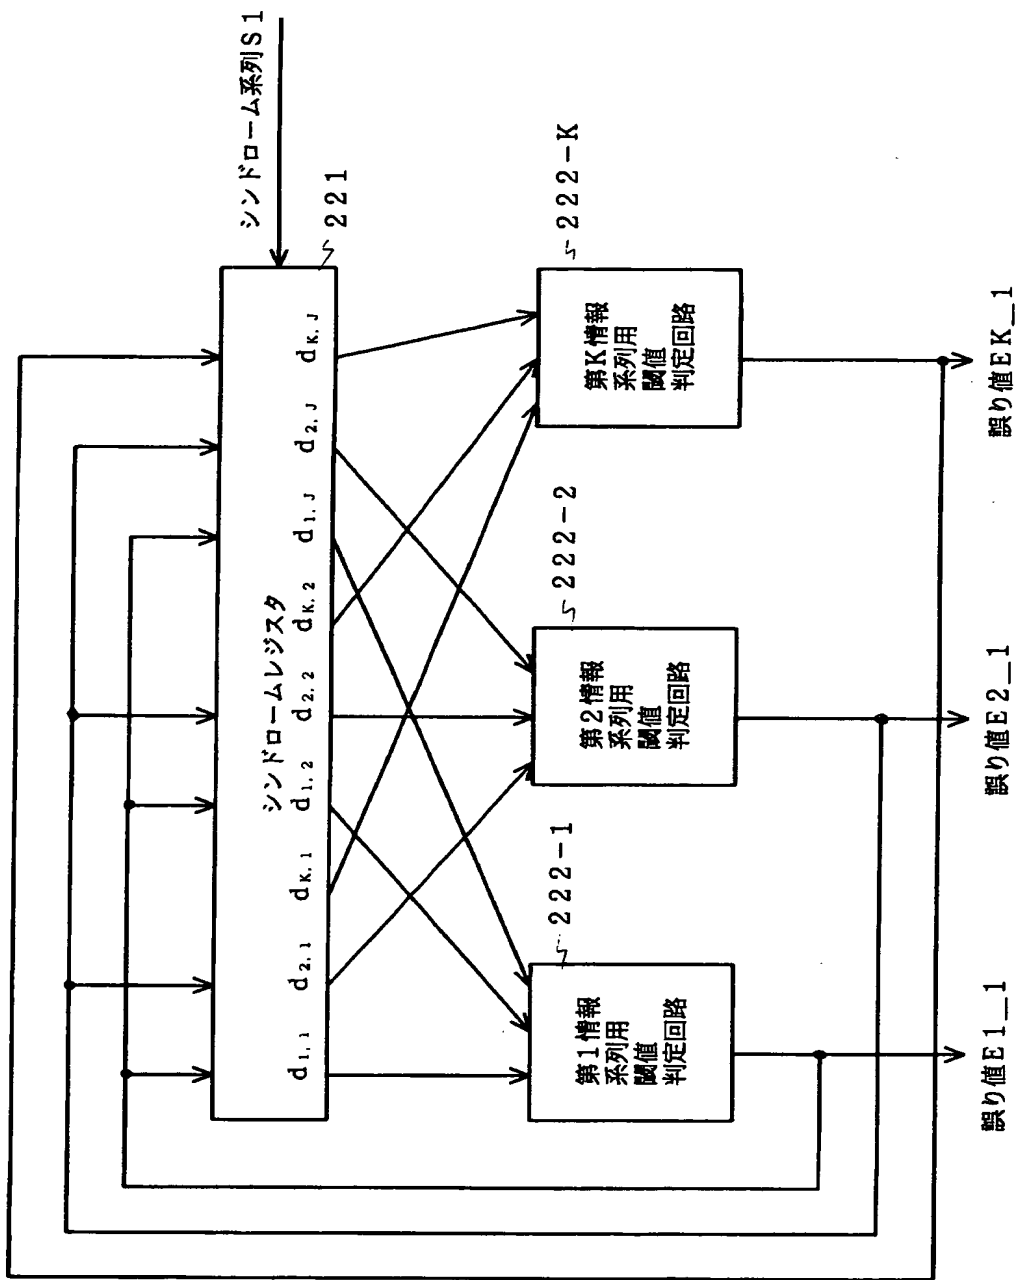 シンドローム系列S1
221
シンドロームレジスタ
d1,1
d2,1
dK,1
d1,2
d2,2
dK,2
d1,J
d2,J
dK,J
222-1
第1情報
系列用
閾値
判定回路
222-2
第2情報
系列用
閾値
判定回路
222-K
第K情報
系列用
閾値
判定回路
誤り値E1_1
誤り値E2_1
誤り値EK_1